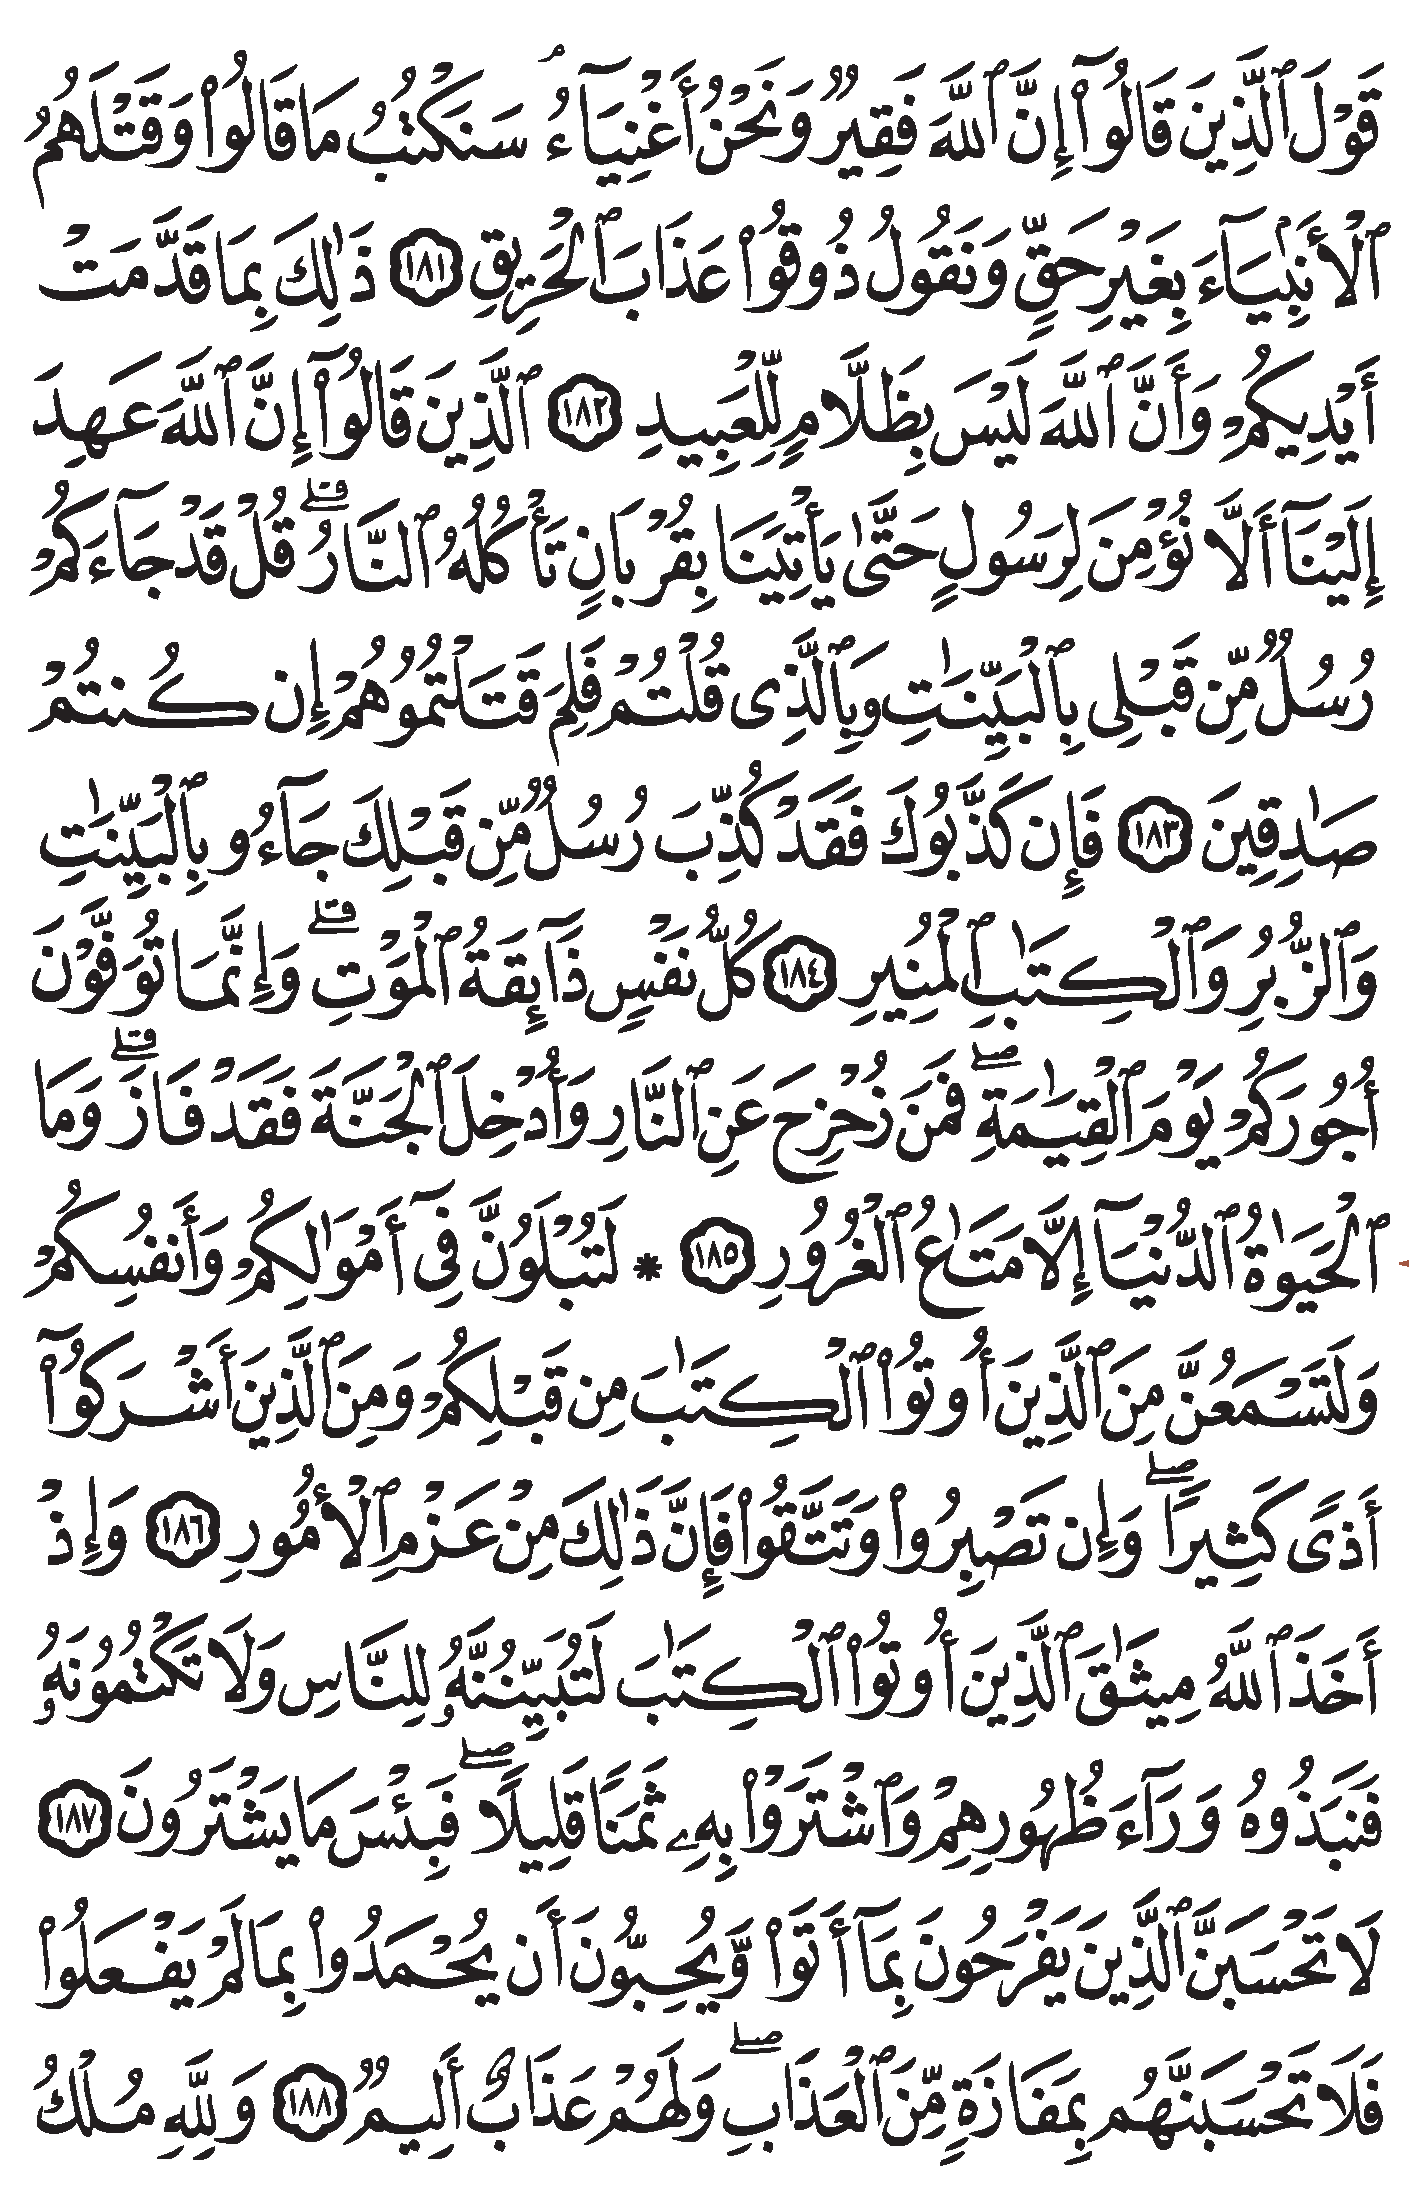 قَوْلَ ٱلَّذِينَ قَالُوٓا۟ إِنَّ ٱللَّهَ فَقِيرٌ وَنَحْنُ أَغْنِيَآءُ ۘ سَنَكْتُبُ مَا قَالُوا۟ وَقَتْلَهُمُ
ٱلْأَنۢبِيَآءَ بِغَيْرِ حَقٍّ وَنَقُولُ ذُوقُوا۟ عَذَابَ ٱلْحَرِيقِ ١٨١ ذَٰلِكَ بِمَا قَدَّمَتْ
أَيْدِيكُمْ وَأَنَّ ٱللَّهَ لَيْسَ بِظَلَّامٍ لِّلْعَبِيدِ ١٨٢ ٱلَّذِينَ قَالُوٓا۟ إِنَّ ٱللَّهَ عَهِدَ
إِلَيْنَآ أَلَّا نُؤْمِنَ لِرَسُولٍ حَتَّىٰ يَأْتِيَنَا بِقُرْبَانٍ تَأْكُلُهُ ٱلنَّارُ ۗ قُلْ قَدْ جَآءَكُمْ
رُسُلٌ مِّن قَبْلِى بِٱلْبَيِّنَٰتِ وَبِٱلَّذِى قُلْتُمْ فَلِمَ قَتَلْتُمُوهُمْ إِن كُنتُمْ
صَٰدِقِينَ ١٨٣ فَإِن كَذَّبُوكَ فَقَدْ كُذِّبَ رُسُلٌ مِّن قَبْلِكَ جَآءُو بِٱلْبَيِّنَٰتِ
وَٱلزُّبُرِ وَٱلْكِتَٰبِ ٱلْمُنِيرِ ١٨٤ كُلُّ نَفْسٍ ذَآئِقَةُ ٱلْمَوْتِ ۗ وَإِنَّمَا تُوَفَّوْنَ
أُجُورَكُمْ يَوْمَ ٱلْقِيَٰمَةِ ۖ فَمَن زُحْزِحَ عَنِ ٱلنَّارِ وَأُدْخِلَ ٱلْجَنَّةَ فَقَدْ فَازَ ۗ وَمَا
ٱلْحَيَوٰةُ ٱلدُّنْيَآ إِلَّا مَتَٰعُ ٱلْغُرُورِ ١٨٥ * لَتُبْلَوُنَّ فِىٓ أَمْوَٰلِكُمْ وَأَنفُسِكُمْ
وَلَتَسْمَعُنَّ مِنَ ٱلَّذِينَ أُوتُوا۟ ٱلْكِتَٰبَ مِن قَبْلِكُمْ وَمِنَ ٱلَّذِينَ أَشْرَكُوٓا۟
أَذًى كَثِيرًا ۖ وَإِن تَصْبِرُوا۟ وَتَتَّقُوا۟ فَإِنَّ ذَٰلِكَ مِنْ عَزْمِ ٱلْأُمُورِ ١٨٦ وَإِذْ
أَخَذَ ٱللَّهُ مِيثَٰقَ ٱلَّذِينَ أُوتُوا۟ ٱلْكِتَٰبَ لَتُبَيِّنُنَّهُۥ لِلنَّاسِ وَلَا تَكْتُمُونَهُۥ
فَنَبَذُوهُ وَرَآءَ ظُهُورِهِمْ وَٱشْتَرَوْا۟ بِهِۦ ثَمَنًا قَلِيلًا ۖ فَبِئْسَ مَا يَشْتَرُونَ ١٨٧
لَا تَحْسَبَنَّ ٱلَّذِينَ يَفْرَحُونَ بِمَآ أَتَوا۟ وَّيُحِبُّونَ أَن يُحْمَدُوا۟ بِمَا لَمْ يَفْعَلُوا۟
فَلَا تَحْسَبَنَّهُم بِمَفَازَةٍ مِّنَ ٱلْعَذَابِ ۖ وَلَهُمْ عَذَابٌ أَلِيمٌ ١٨٨ وَلِلَّهِ مُلْكُ